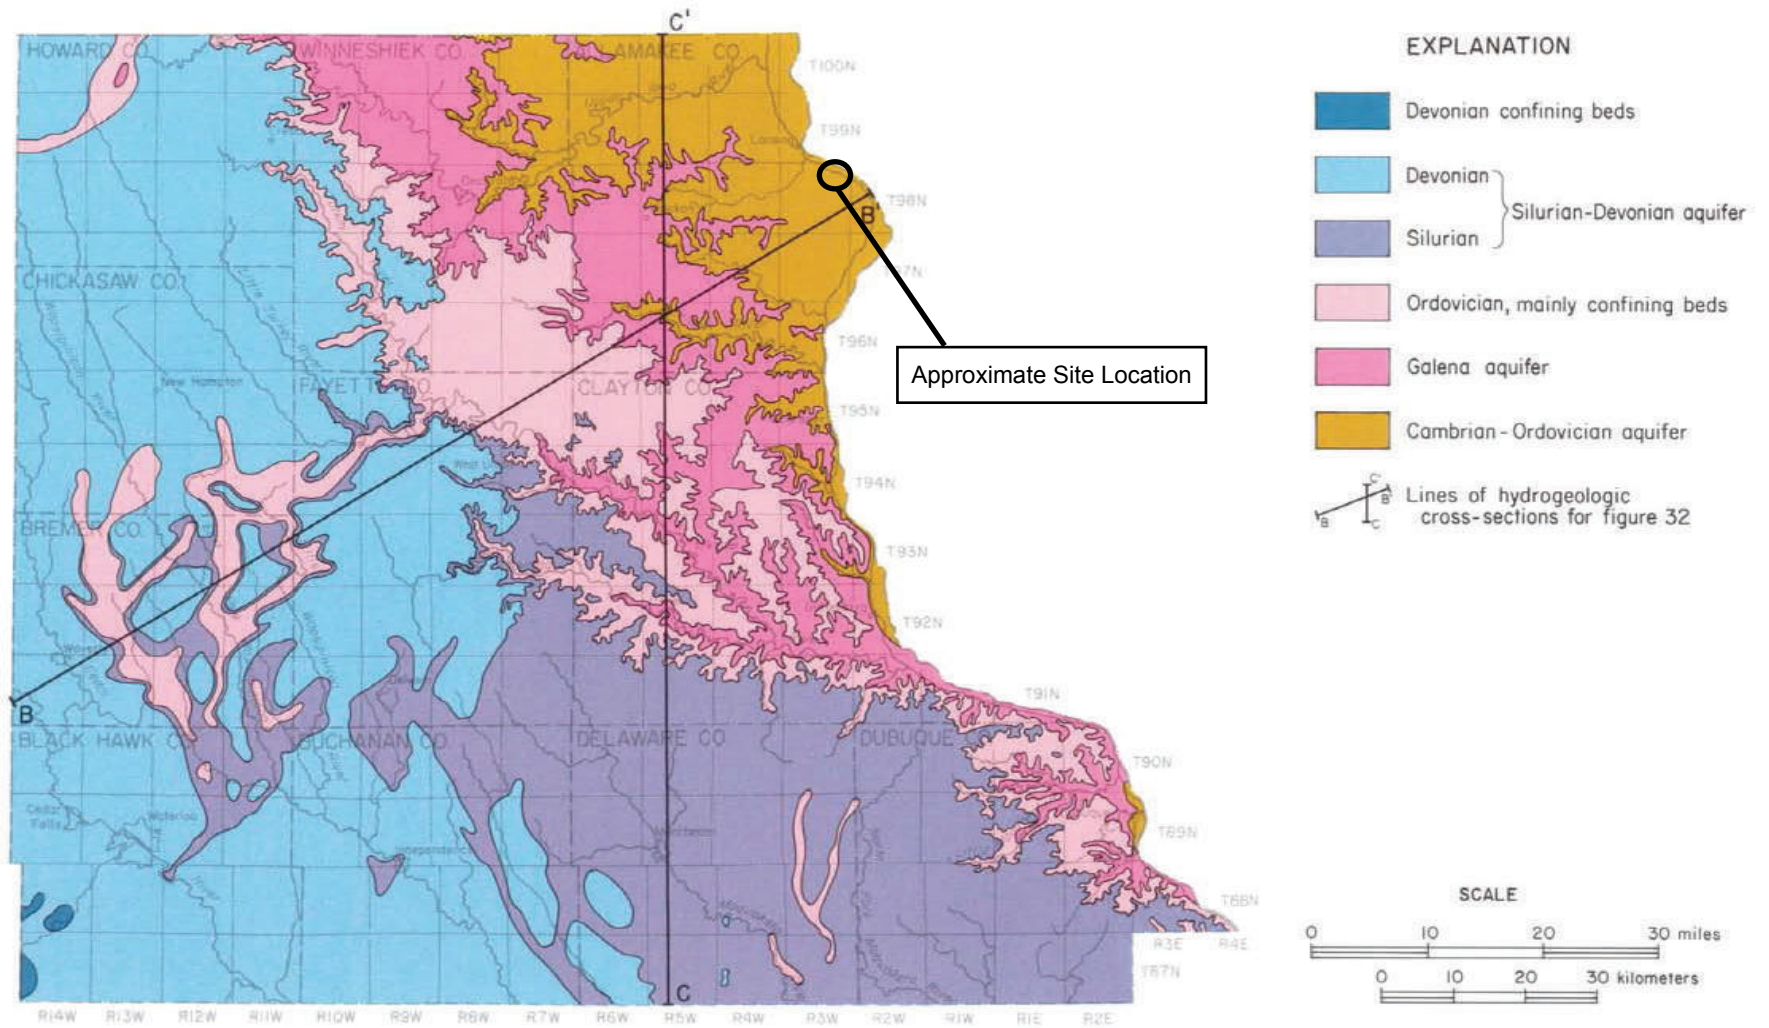 C'
HOWARD CO.
WINNESHIEK CO.
ALLAMAKEE CO
T100N
T99N
T98N
B'
T97N
CHICKASAW CO.
T96N
New Hampton
FAYETTE CO
CLAYTON CO.
T95N
West Union
T94N
BREMER CO.
T93N
T92N
T91N
B
BLACK HAWK CO
BUCHANAN CO
DELAWARE CO
DUBUQUE
T90N
Cedar
Falls
Waterloo
Independence
Manchester
T89N
T88N
R3E
R4E
T87N
C
R14W
R13W
R12W
R11W
R10W
R9W
R8W
R7W
R6W
R5W
R4W
R3W
R2W
R1W
R1E
R2E
Approximate Site Location
EXPLANATION
Devonian confining beds
Devonian
Silurian-Devonian aquifer
Silurian
Ordovician, mainly confining beds
Galena aquifer
Cambrian-Ordovician aquifer
C'
B'
B
C
Lines of hydrogeologic
cross-sections for figure 32
SCALE
0 10 20 30 miles
0 10 20 30 kilometers